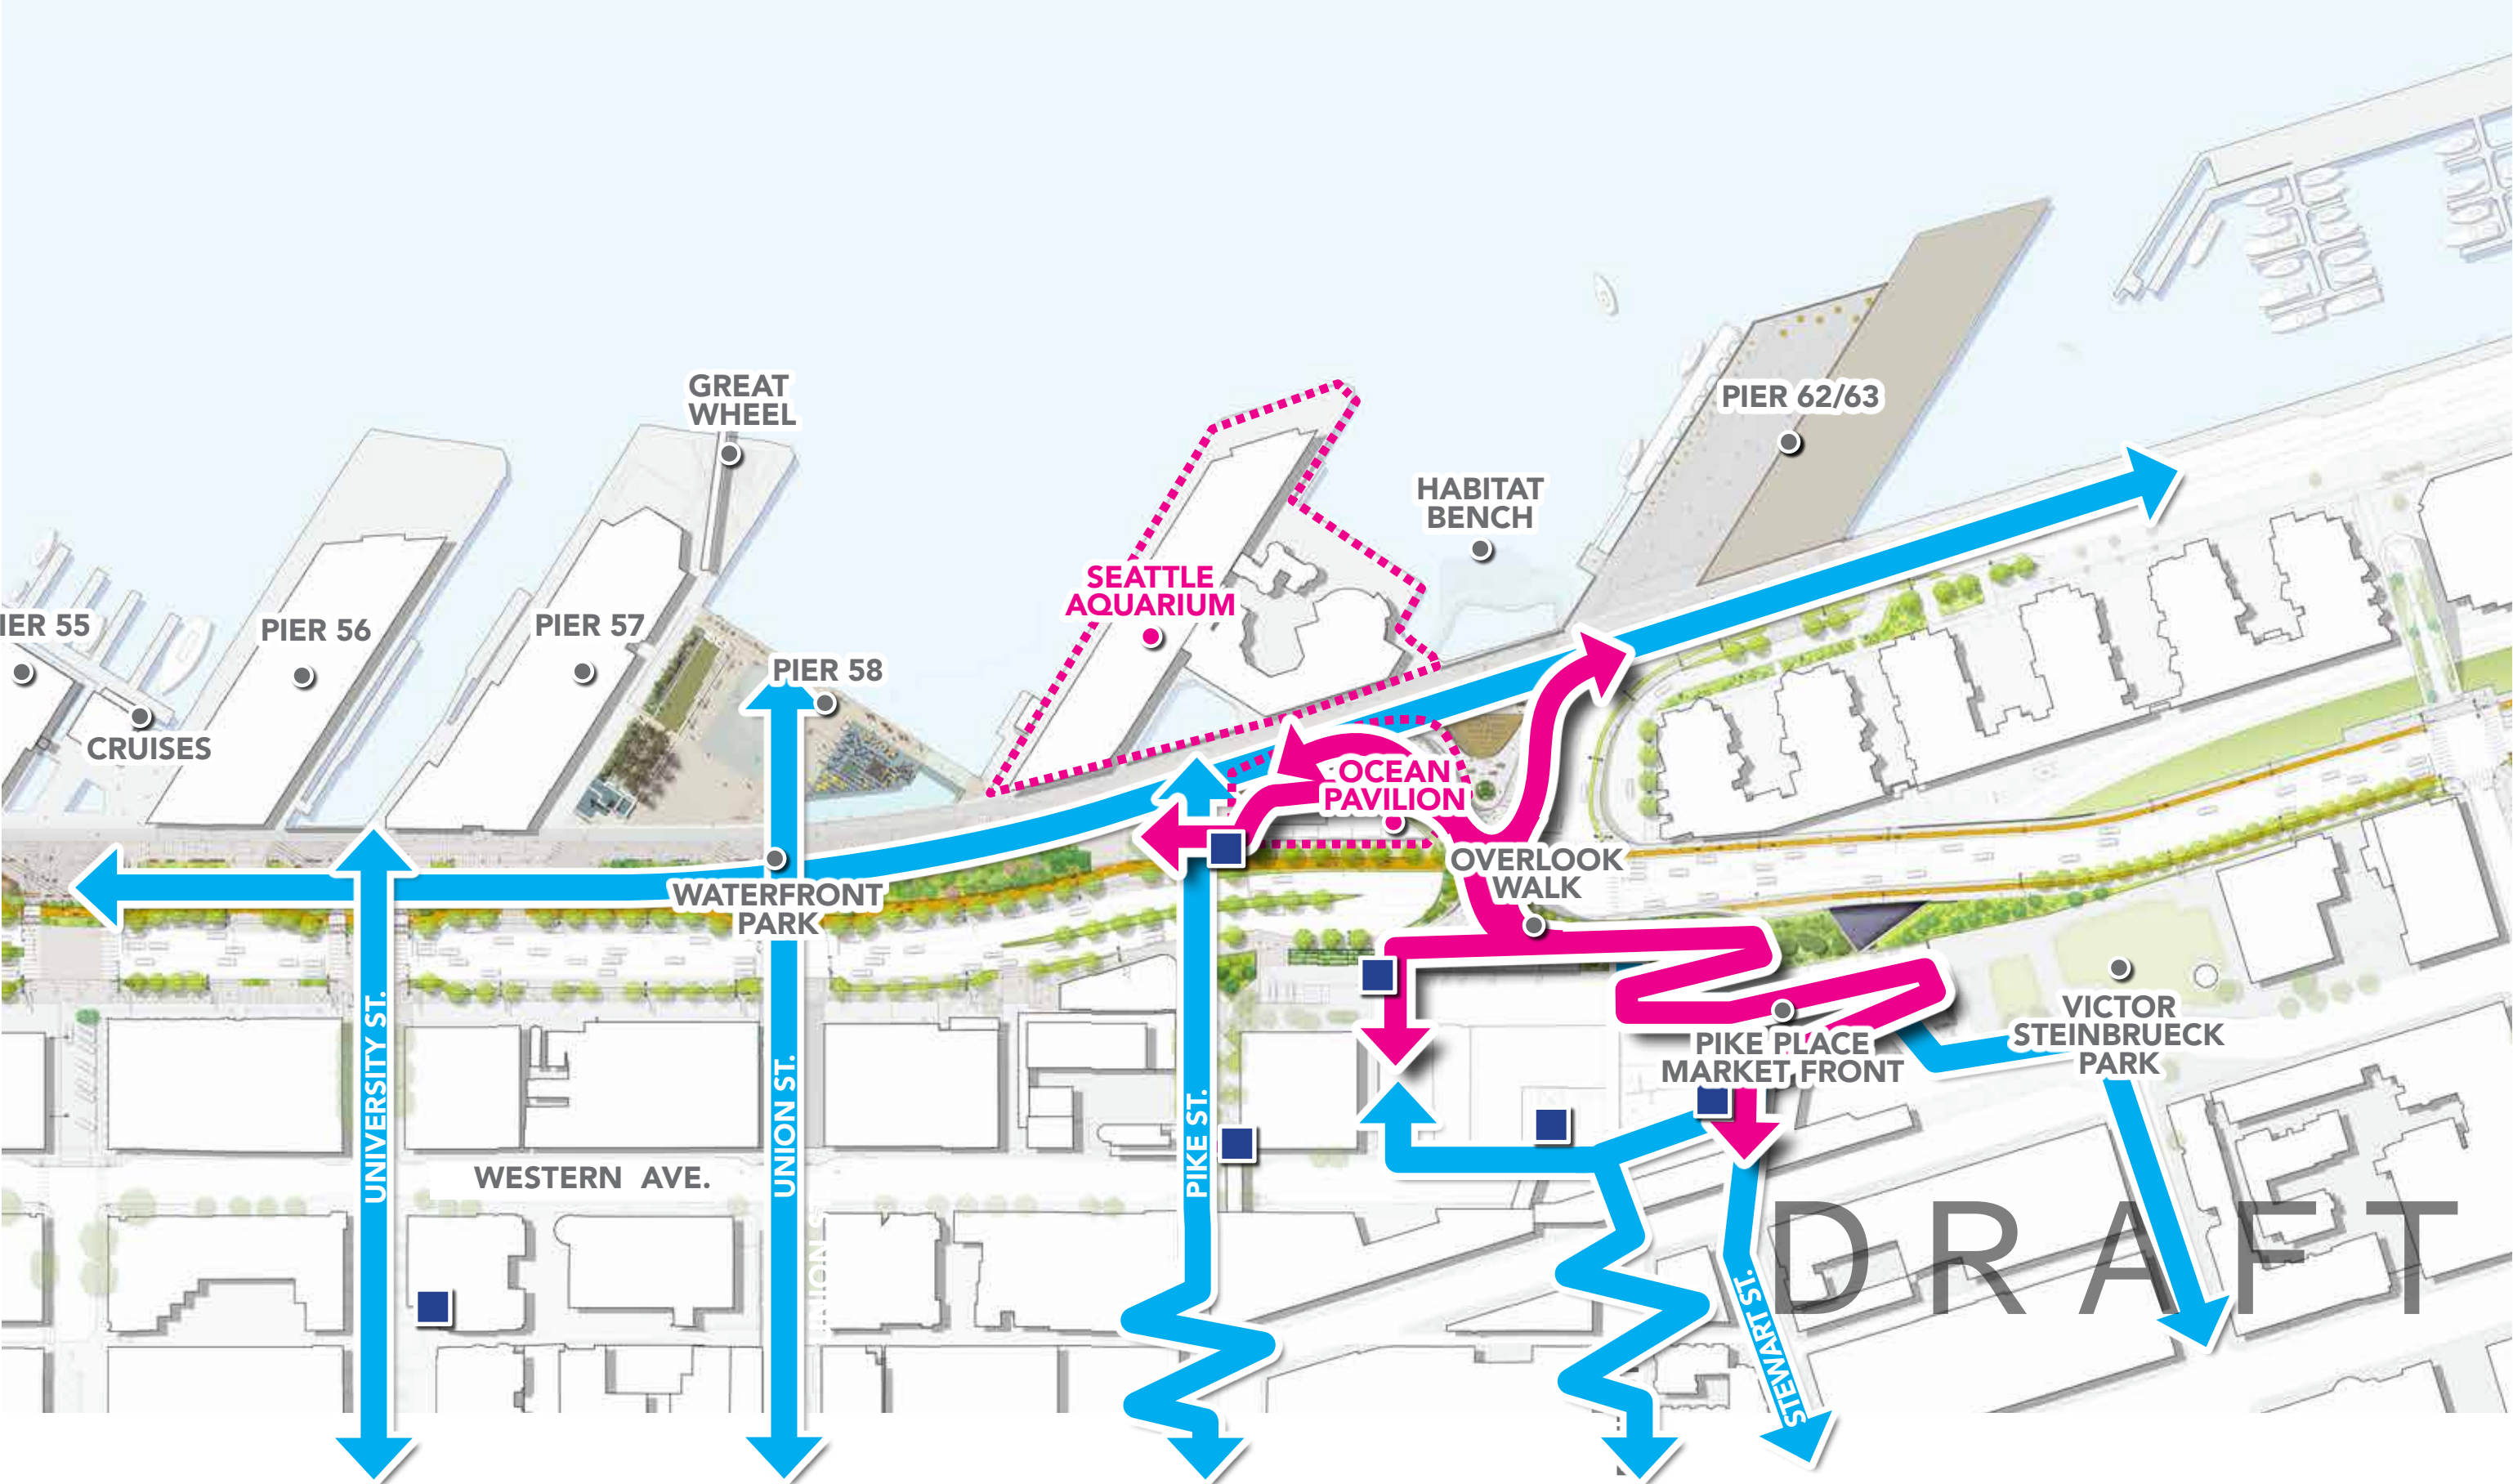 GREAT
WHEEL
PIER 62/63
HABITAT
BENCH
SEATTLE
AQUARIUM
IER 55
PIER 56
PIER 57
PIER 58
CRUISES
OCEAN
PAVILION
OVERLOOK
WALK
WATERFRONT
PARK
VICTOR
STEINBRUECK
PARK
PIKE PLACE
MARKET FRONT
UNIVERSITY ST.
UNION ST.
PIKE ST.
WESTERN AVE.
STEWART ST.
DRAFT